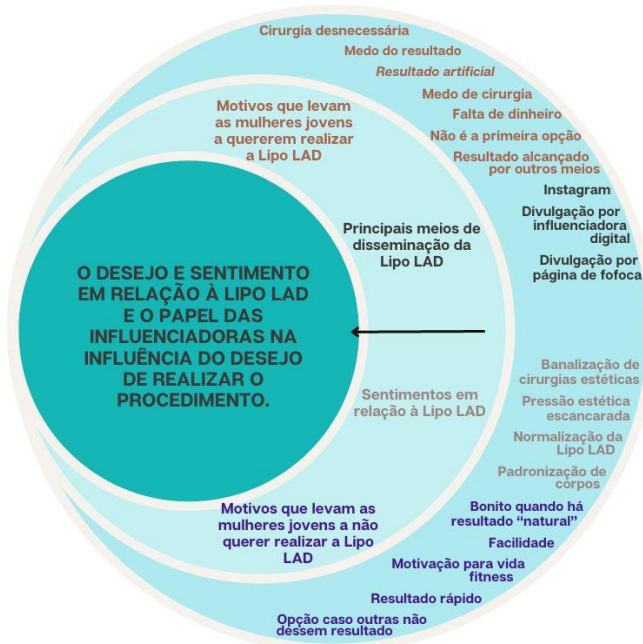 Cirurgia desnecessária
Medo do resultado
Resultado artificial
Medo de cirurgia
Falta de dinheiro
Não é a primeira opção
Resultado alcançado
por outros meios
Instagram
Divulgação por
influenciadora
digital
Divulgação por
página de fofoca
Banalização de
cirurgias estéticas
Pressão estética
escancarada
Normalização da
Lipo LAD
Padronização de
corpos
Bonito quando há
resultado “natural”
Facilidade
Motivação para vida
fitness
Resultado rápido
Opção caso outras não
dessem resultado
Motivos que levam
as mulheres jovens
a quererem realizar
a Lipo LAD
Principais meios de
disseminação da
Lipo LAD
Sentimentos em
relação à Lipo LAD
Motivos que levam as
mulheres jovens a não
querer realizar a Lipo
LAD
O DESEJO E SENTIMENTO
EM RELAÇÃO À LIPO LAD
E O PAPEL DAS
INFLUENCIADORAS NA
INFLUÊNCIA DO DESEJO
DE REALIZAR O
PROCEDIMENTO.